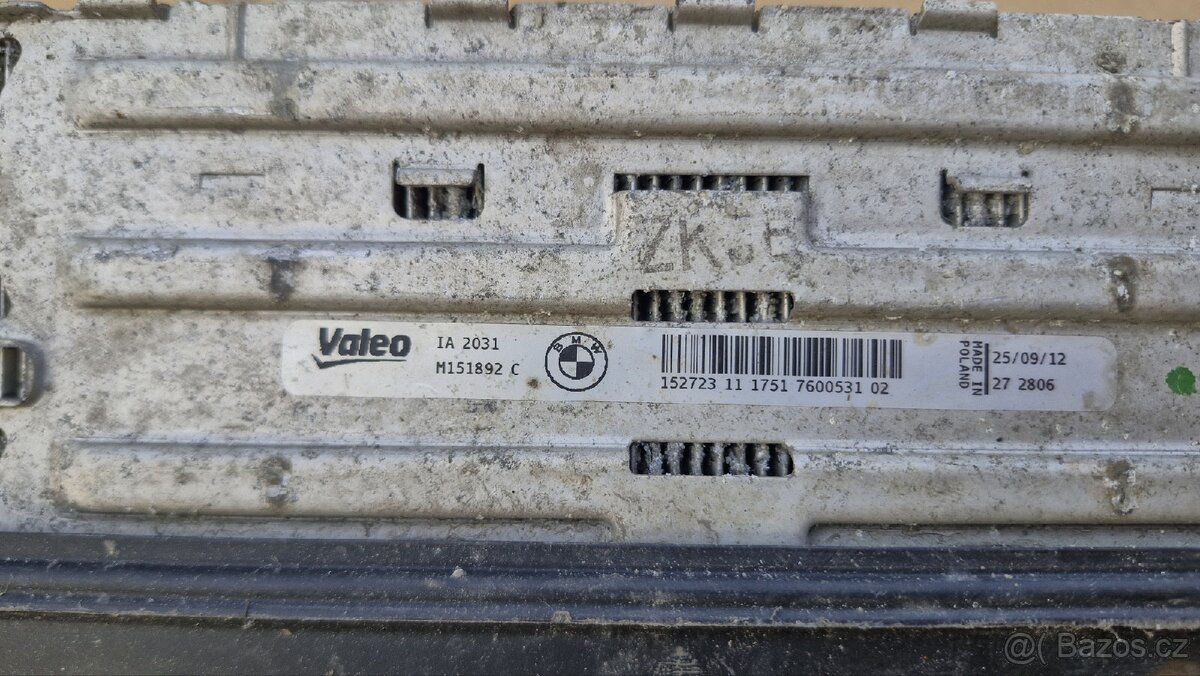 ZK
Valeo
IA 2031
M151892 C
BMW
152723 11 1751 7600531 02
MADE IN
POLAND
25/09/12
27 2806
@( Bazos.cz